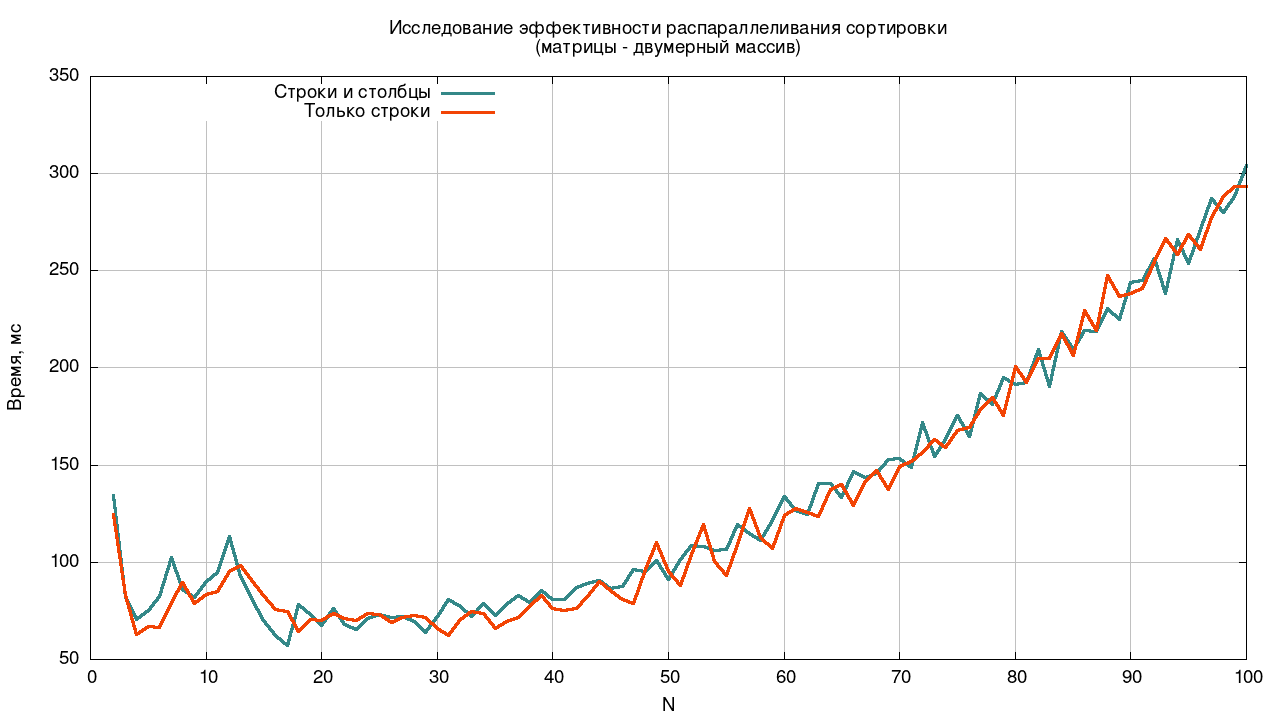 Исследование эффективности распараллеливания сортировки
(матрицы - двумерный массив)
350
300
250
200
150
100
50
Строки и столбцы
Только строки
Время, мс
0 10 20 30 40 50 60 70 80 90 100
N